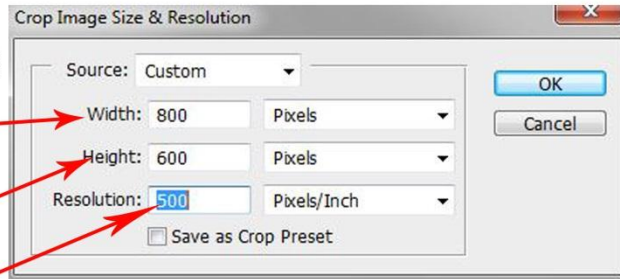 Crop Image Size & Resolution
Source: Custom
OK
Width: 800 Pixels
Cancel
Height: 600 Pixels
Resolution: 500 Pixels/Inch
Save as Crop Preset